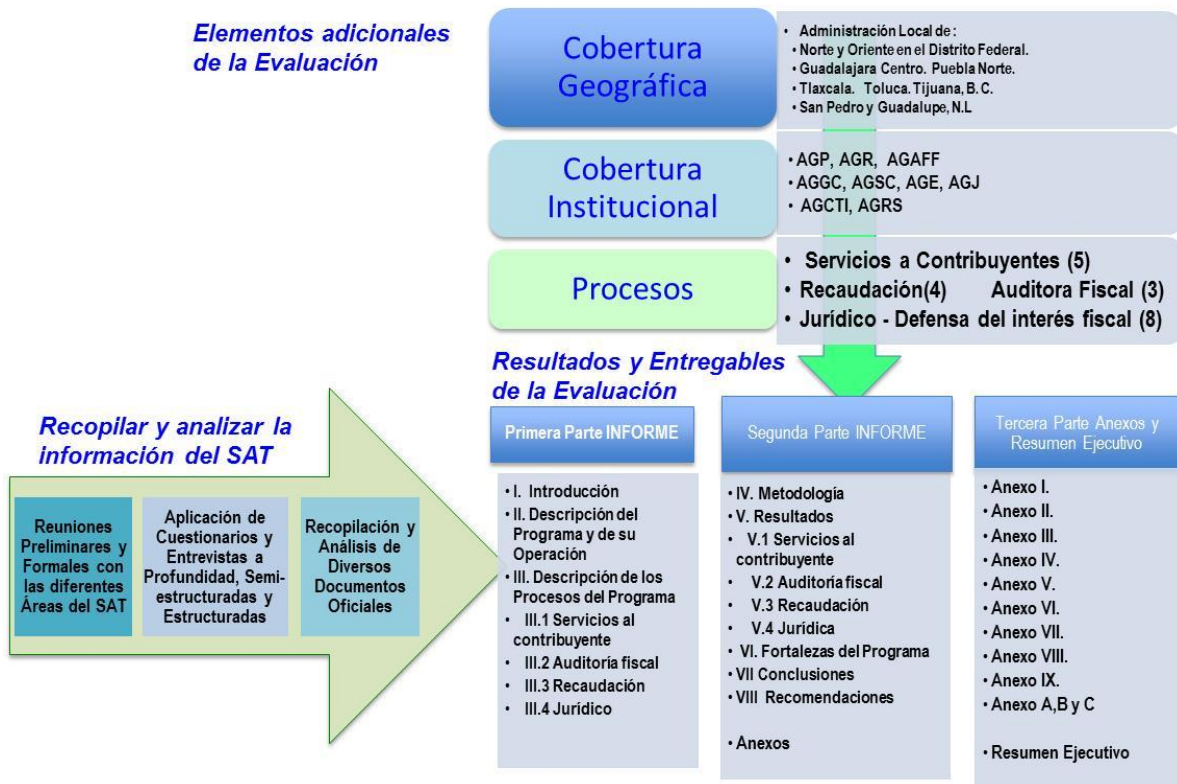 Elementos adicionales
de la Evaluación
Cobertura
Geográfica
• Administración Local de :
• Norte y Oriente en el Distrito Federal.
• Guadalajara Centro. Puebla Norte.
• Tlaxcala. Toluca. Tijuana, B. C.
• San Pedro y Guadalupe, N.L
Cobertura
Institucional
• AGP, AGR, AGAFF
• AGGC, AGSC, AGE, AGJ
• AGCTI, AGRS
Procesos
• Servicios a Contribuyentes (5)
• Recaudación(4) Auditora Fiscal (3)
• Jurídico - Defensa del interés fiscal (8)
Resultados y Entregables
de la Evaluación
Recopilar y analizar la
información del SAT
Reuniones
Preliminares y
Formales con
las diferentes
Áreas del SAT
Aplicación de
Cuestionarios y
Entrevistas a
Profundidad, Semi-
estructuradas y
Estructuradas
Recopilación y
Análisis de
Diversos
Documentos
Oficiales
Primera Parte INFORME
• I. Introducción
• II. Descripción del
Programa y de su
Operación
• III. Descripción de los
Procesos del Programa
• III.1 Servicios al
contribuyente
• III.2 Auditoría fiscal
• III.3 Recaudación
• III.4 Jurídico
Segunda Parte INFORME
• IV. Metodología
• V. Resultados
• V.1 Servicios al
contribuyente
• V.2 Auditoría fiscal
• V.3 Recaudación
• V.4 Jurídica
• VI. Fortalezas del Programa
• VII Conclusiones
• VIII Recomendaciones
• Anexos
Tercera Parte Anexos y
Resumen Ejecutivo
• Anexo I.
• Anexo II.
• Anexo III.
• Anexo IV.
• Anexo V.
• Anexo VI.
• Anexo VII.
• Anexo VIII.
• Anexo IX.
• Anexo A,B y C
• Resumen Ejecutivo